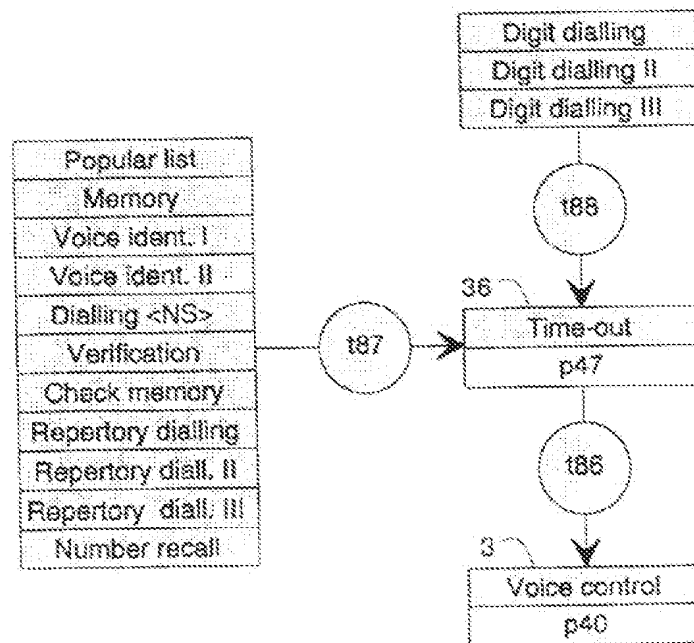 Digit dialling
Digit dialling II
Digit dialling III
t88
Popular list
Memory
Voice ident. I
Voice ident. II
Dialling <NS>
Verification
Check memory
Repertory dialling
Repertory diall. II
Repertory diall. III
Number recall
t87
36
Time-out
p47
t86
3
Voice control
p40